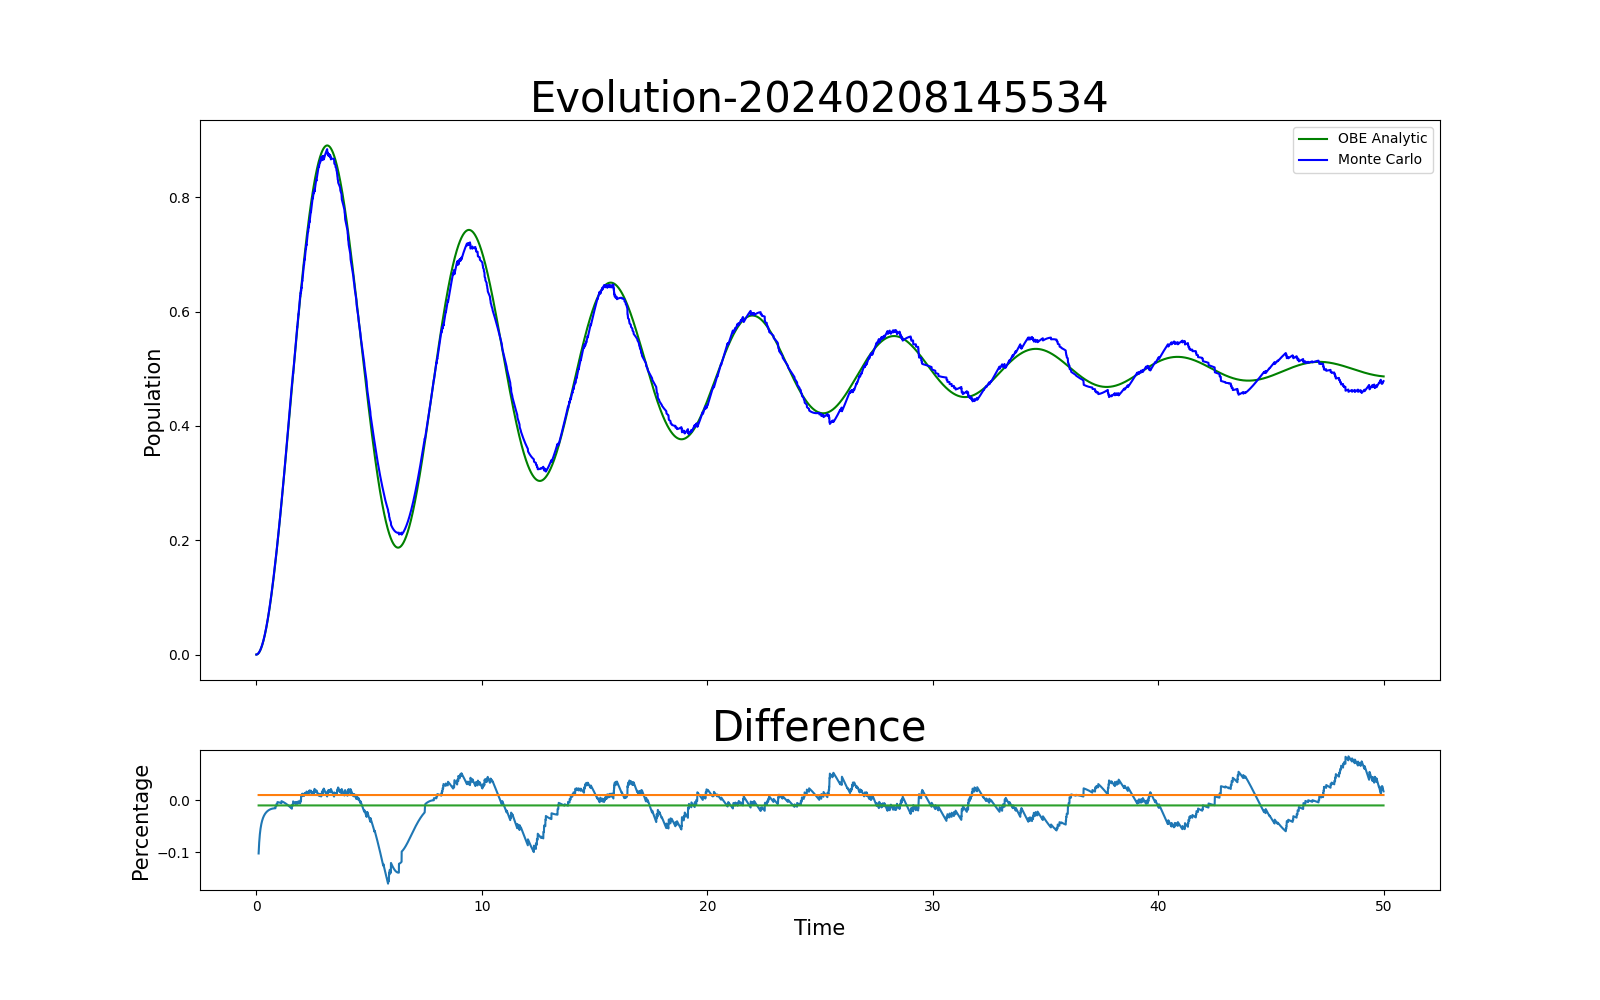 Evolution-20240208145534
OBE Analytic
Monte Carlo
Population
0.8
0.6
0.4
0.2
0.0
Difference
Percentage
0.0
−0.1
0 10 20 30 40 50
Time